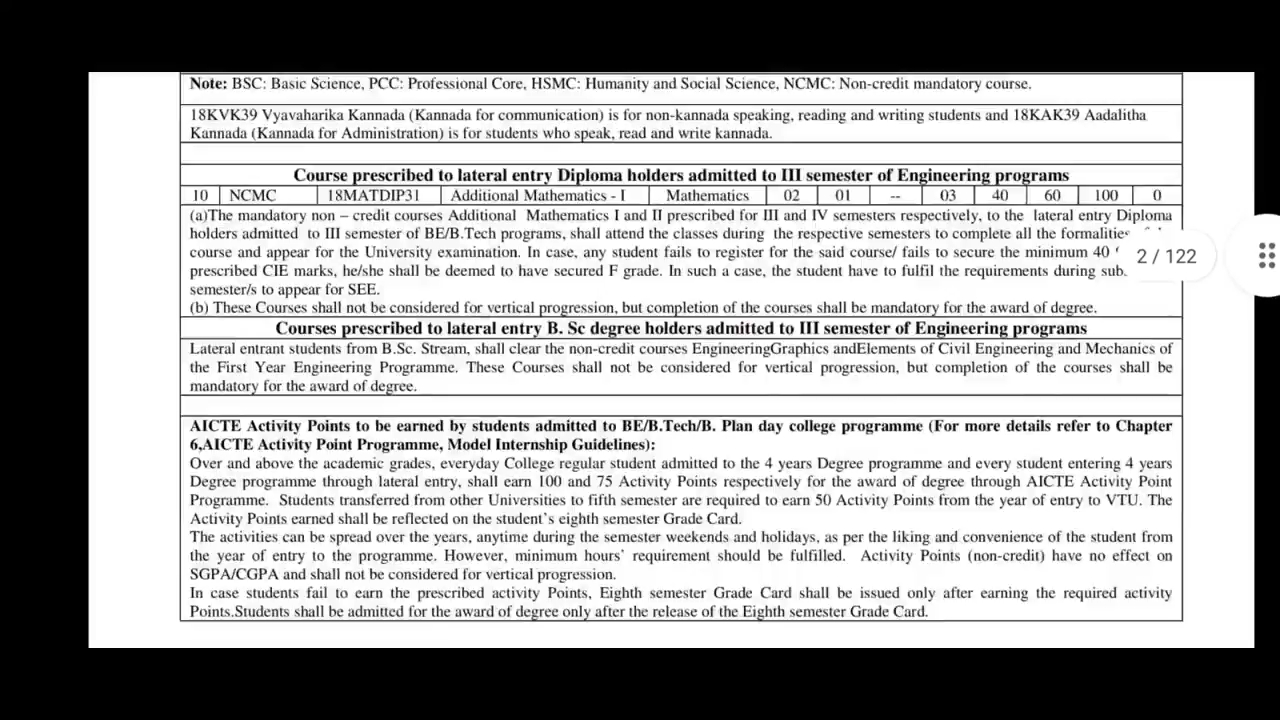 Note: BSC: Basic Science, PCC: Professional Core, HSMC: Humanity and Social Science, NCMC: Non-credit mandatory course.
18KVK39 Vyavaharika Kannada (Kannada for communication) is for non-kannada speaking, reading and writing students and 18KAK39 Aadalitha
Kannada (Kannada for Administration) is for students who speak, read and write kannada.
Course prescribed to lateral entry Diploma holders admitted to III semester of Engineering programs
10 NCMC 18MATDIP31 Additional Mathematics - I Mathematics 02 01 -- 03 40 60 100 0
(a)The mandatory non – credit courses Additional Mathematics I and II prescribed for III and IV semesters respectively, to the lateral entry Diploma
holders admitted to III semester of BE/B.Tech programs, shall attend the classes during the respective semesters to complete all the formalities
course and appear for the University examination. In case, any student fails to register for the said course/ fails to secure the minimum 40
prescribed CIE marks, he/she shall be deemed to have secured F grade. In such a case, the student have to fulfil the requirements during
semester/s to appear for SEE.
(b) These Courses shall not be considered for vertical progression, but completion of the courses shall be mandatory for the award of degree.
2 / 122
Courses prescribed to lateral entry B. Sc degree holders admitted to III semester of Engineering programs
Lateral entrant students from B.Sc. Stream, shall clear the non-credit courses EngineeringGraphics andElements of Civil Engineering and Mechanics of
the First Year Engineering Programme. These Courses shall not be considered for vertical progression, but completion of the courses shall be
mandatory for the award of degree.
AICTE Activity Points to be earned by students admitted to BE/B.Tech/B. Plan day college programme (For more details refer to Chapter
6,AICTE Activity Point Programme, Model Internship Guidelines):
Over and above the academic grades, everyday College regular student admitted to the 4 years Degree programme and every student entering 4 years
Degree programme through lateral entry, shall earn 100 and 75 Activity Points respectively for the award of degree through AICTE Activity Point
Programme. Students transferred from other Universities to fifth semester are required to earn 50 Activity Points from the year of entry to VTU. The
Activity Points earned shall be reflected on the student's eighth semester Grade Card.
The activities can be spread over the years, anytime during the semester weekends and holidays, as per the liking and convenience of the student from
the year of entry to the programme. However, minimum hours' requirement should be fulfilled. Activity Points (non-credit) have no effect on
SGPA/CGPA and shall not be considered for vertical progression.
In case students fail to earn the prescribed activity Points, Eighth semester Grade Card shall be issued only after earning the required activity
Points.Students shall be admitted for the award of degree only after the release of the Eighth semester Grade Card.